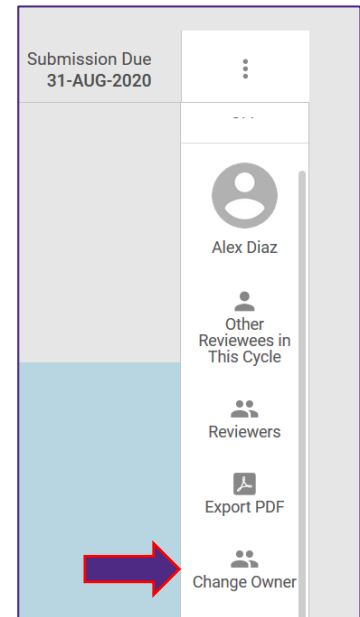 Submission Due
31-AUG-2020
Alex Diaz
Other
Reviewees in
This Cycle
Reviewers
Export PDF
Change Owner